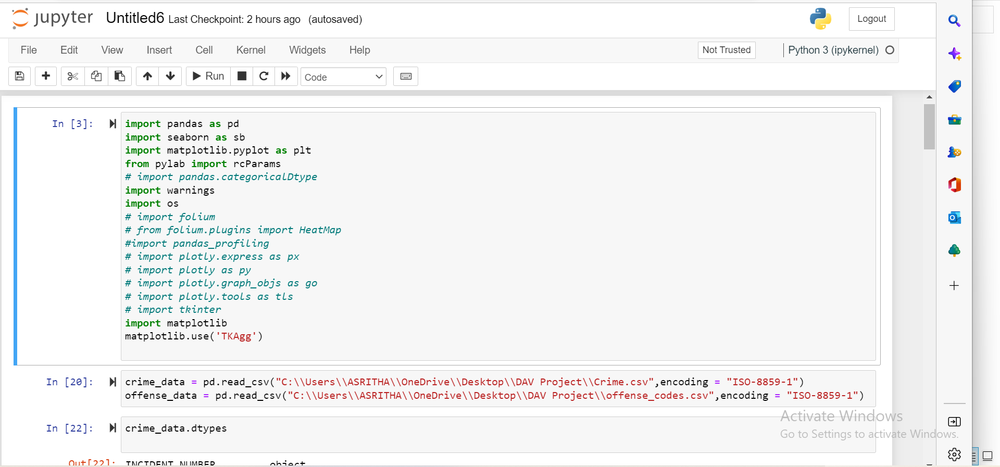 jupyter Untitled6 Last Checkpoint: 2 hours ago (autosaved)
Logout
File Edit View Insert Cell Kernel Widgets Help
Not Trusted
Python 3 (ipykernel)
Run
Code
In [3]:
import pandas as pd
import seaborn as sb
import matplotlib.pyplot as plt
from pylab import rcParams
# import pandas.categoricalDtype
import warnings
import os
# import folium
# from folium.plugins import HeatMap
#import pandas_profiling
# import plotly.express as px
# import plotly as py
# import plotly.graph_objs as go
# import plotly.tools as tls
# import tkinter
import matplotlib
matplotlib.use('TKAgg')
In [20]:
crime_data = pd.read_csv("C:\\Users\\ASRITHA\\OneDrive\\Desktop\\DAV Project\\Crime.csv",encoding = "ISO-8859-1")
offense_data = pd.read_csv("C:\\Users\\ASRITHA\\OneDrive\\Desktop\\DAV Project\\offense_codes.csv",encoding = "ISO-8859-1")
In [22]:
crime_data.dtypes
Out[22]:
INCIDENT_NUMBER object
Activate Windows
Go to Settings to activate Windows.